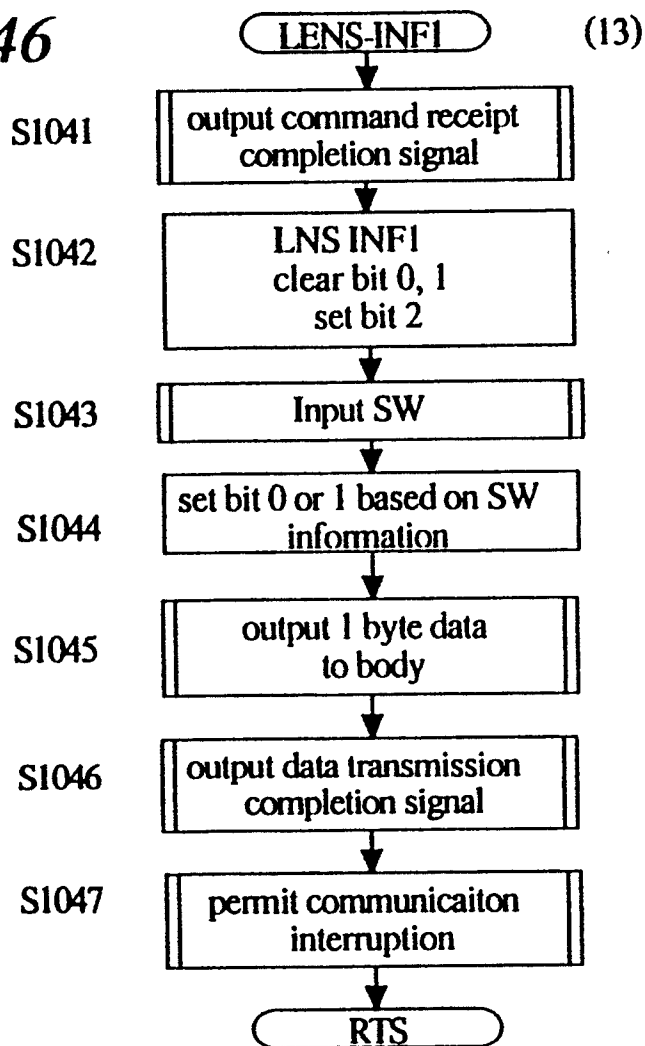 46
LENS-INF1 (13)
S1041 output command receipt
completion signal
S1042 LNS INF1
clear bit 0, 1
set bit 2
S1043 Input SW
S1044 set bit 0 or 1 based on SW
information
S1045 output 1 byte data
to body
S1046 output data transmission
completion signal
S1047 permit communicaiton
interruption
RTS